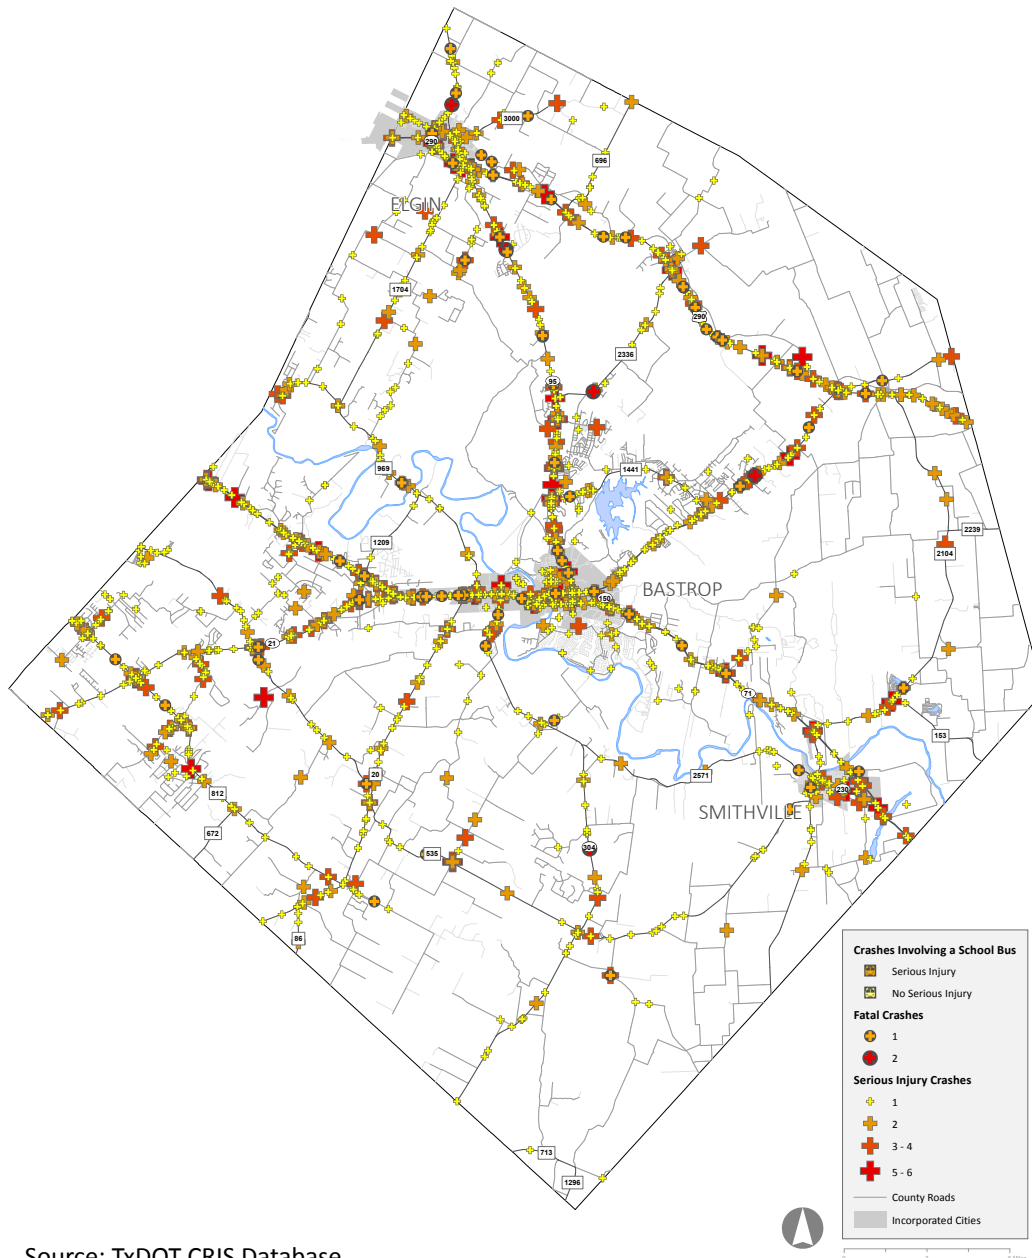 290
3000
696
ELGIN
1704
290
2336
95
969
1441
2239
2104
1209
BASTROP
150
21
71
153
20
2571
812
SMITHVILLE
230
672
535
304
86
Crashes Involving a School Bus
Serious Injury
No Serious Injury
Fatal Crashes
1
2
Serious Injury Crashes
1
2
3 - 4
5 - 6
County Roads
Incorporated Cities
713
1296
Source: TxDOT CRIS Database